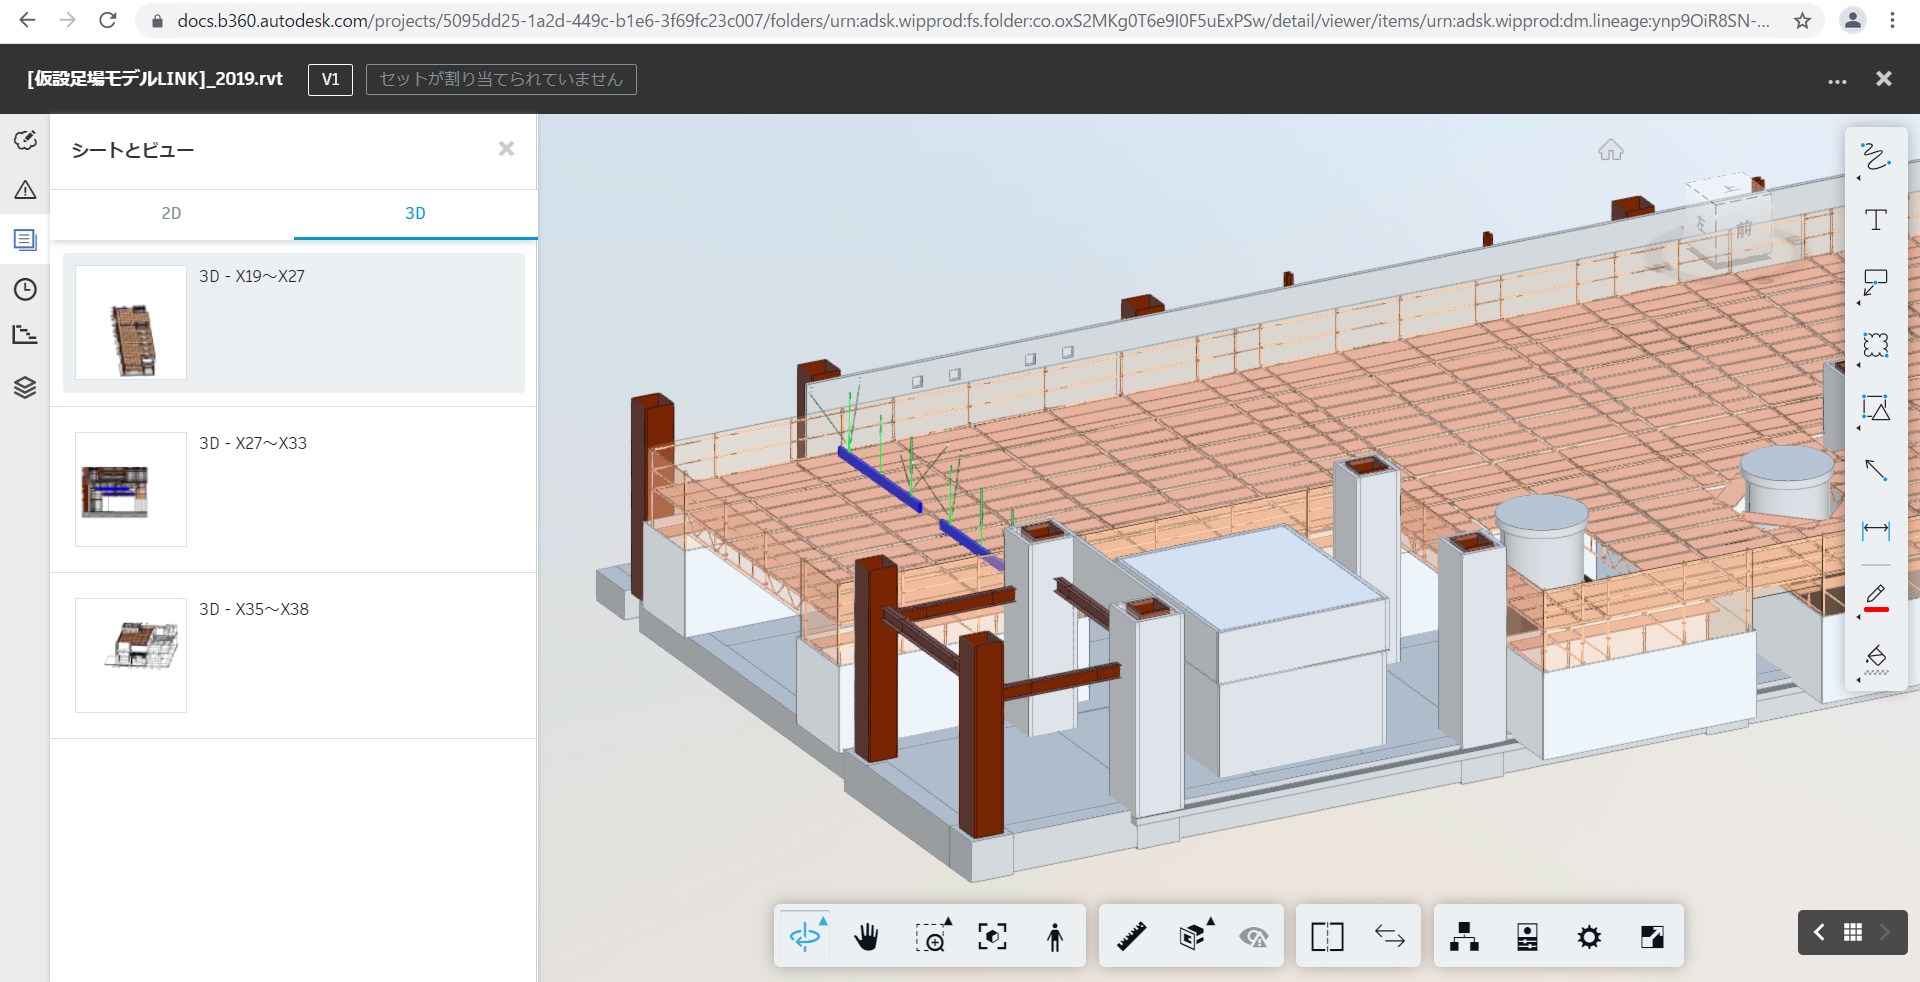 docs.b360.autodesk.com/projects/5095dd25-1a2d-449c-b1e6-3f69fc23c007/folders/urn:adsk.wipprod:fs.folder:co.oxS2MKg0T6e9I0F5uExPSw/detail/viewer/items/urn:adsk.wipprod:dm.lineage:ynp9OiR8SN-...
[仮設足場モデルLINK]_2019.rvt V1 セットが割り当てられていません
シートとビュー
2D 3D
3D - X19～X27
3D - X27～X33
3D - X35～X38
上
前
T